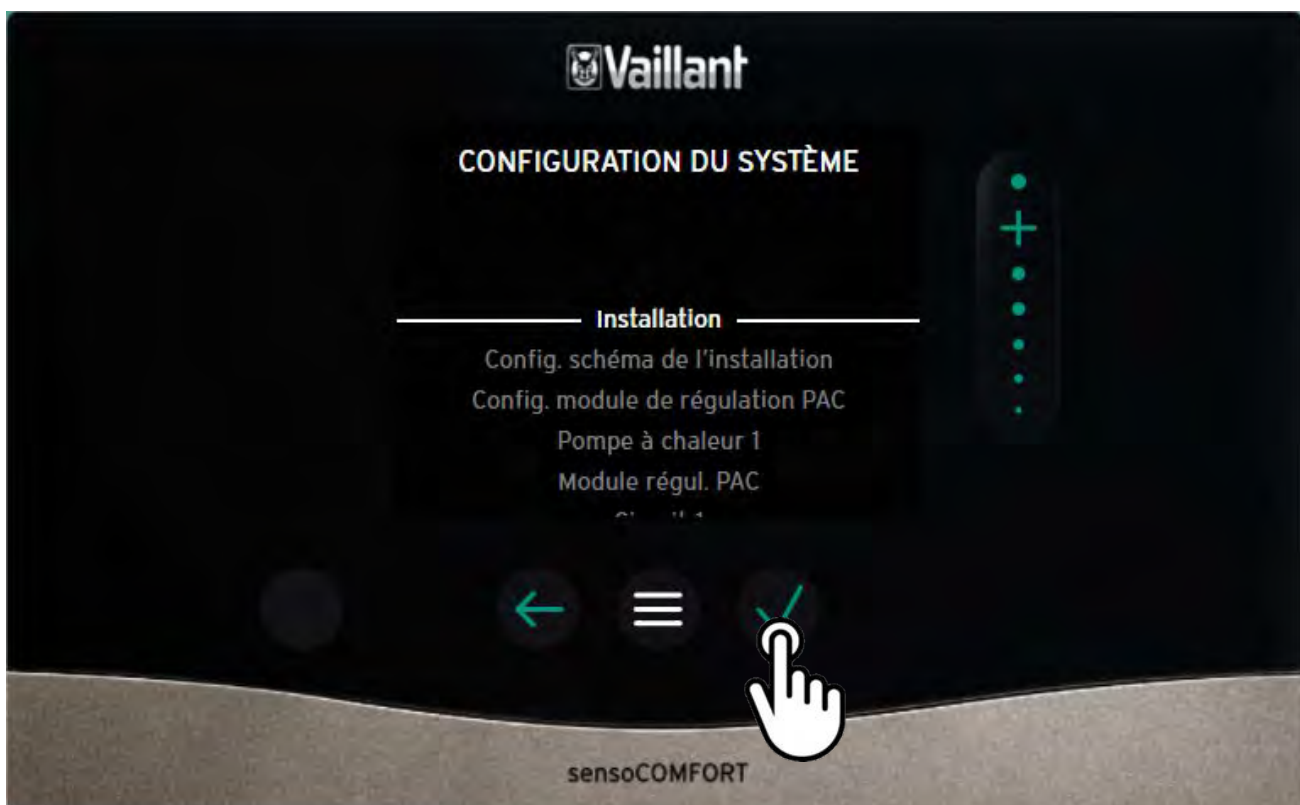 Vaillant
CONFIGURATION DU SYSTÈME
Installation
Config. schéma de l'installation
Config. module de régulation PAC
Pompe à chaleur 1
Module régul. PAC
sensoCOMFORT